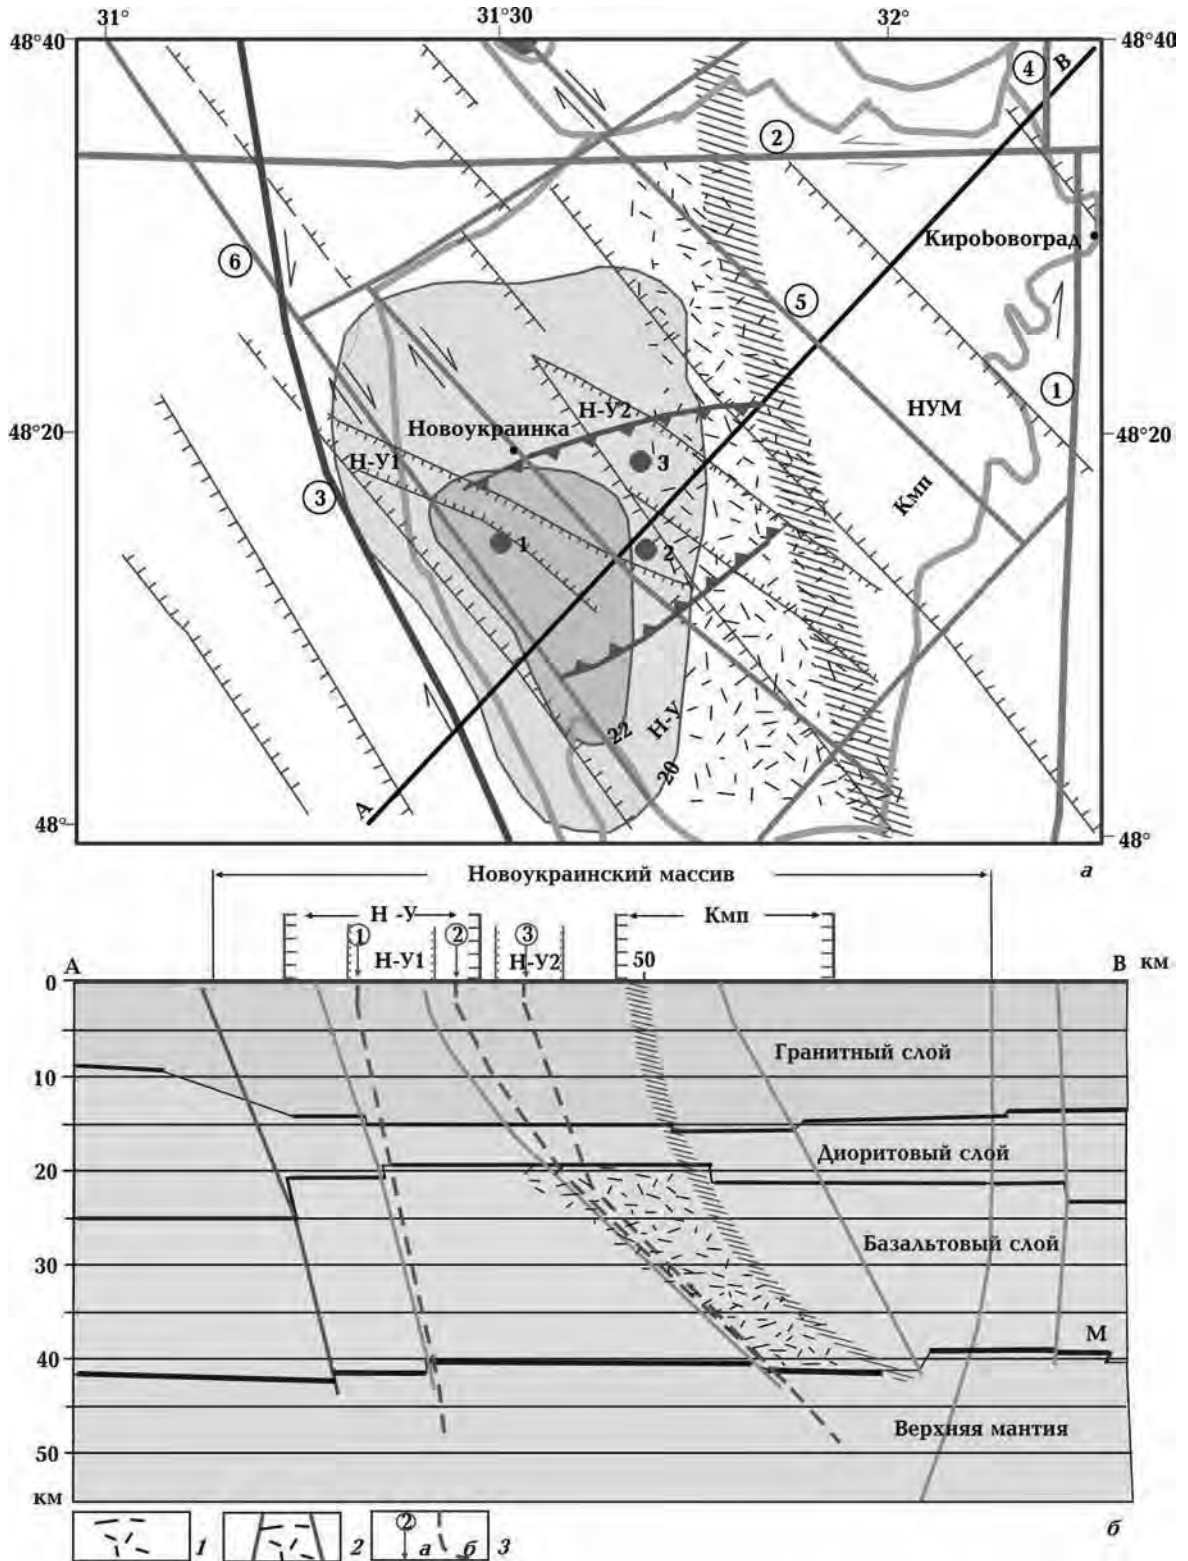 31° 31°30 32°
48°40 48°40
4
B
2
Кироbовоград
6
5
НУМ
1
Н-У2
48°20 Новоукраинка 48°20
Н-У1
3
3
Кмп
1
2
Н-У
22
20
А
48° 48°
Новоукраинский массив
а
Н -У Кмп
1 2 3
А Н-У1 Н-У2 50 В км
0
Гранитный слой
10
Диоритовый слой
20
Базальтовый слой
30
М
40
Верхняя мантия
50
км
1 2 2 а б 3 б